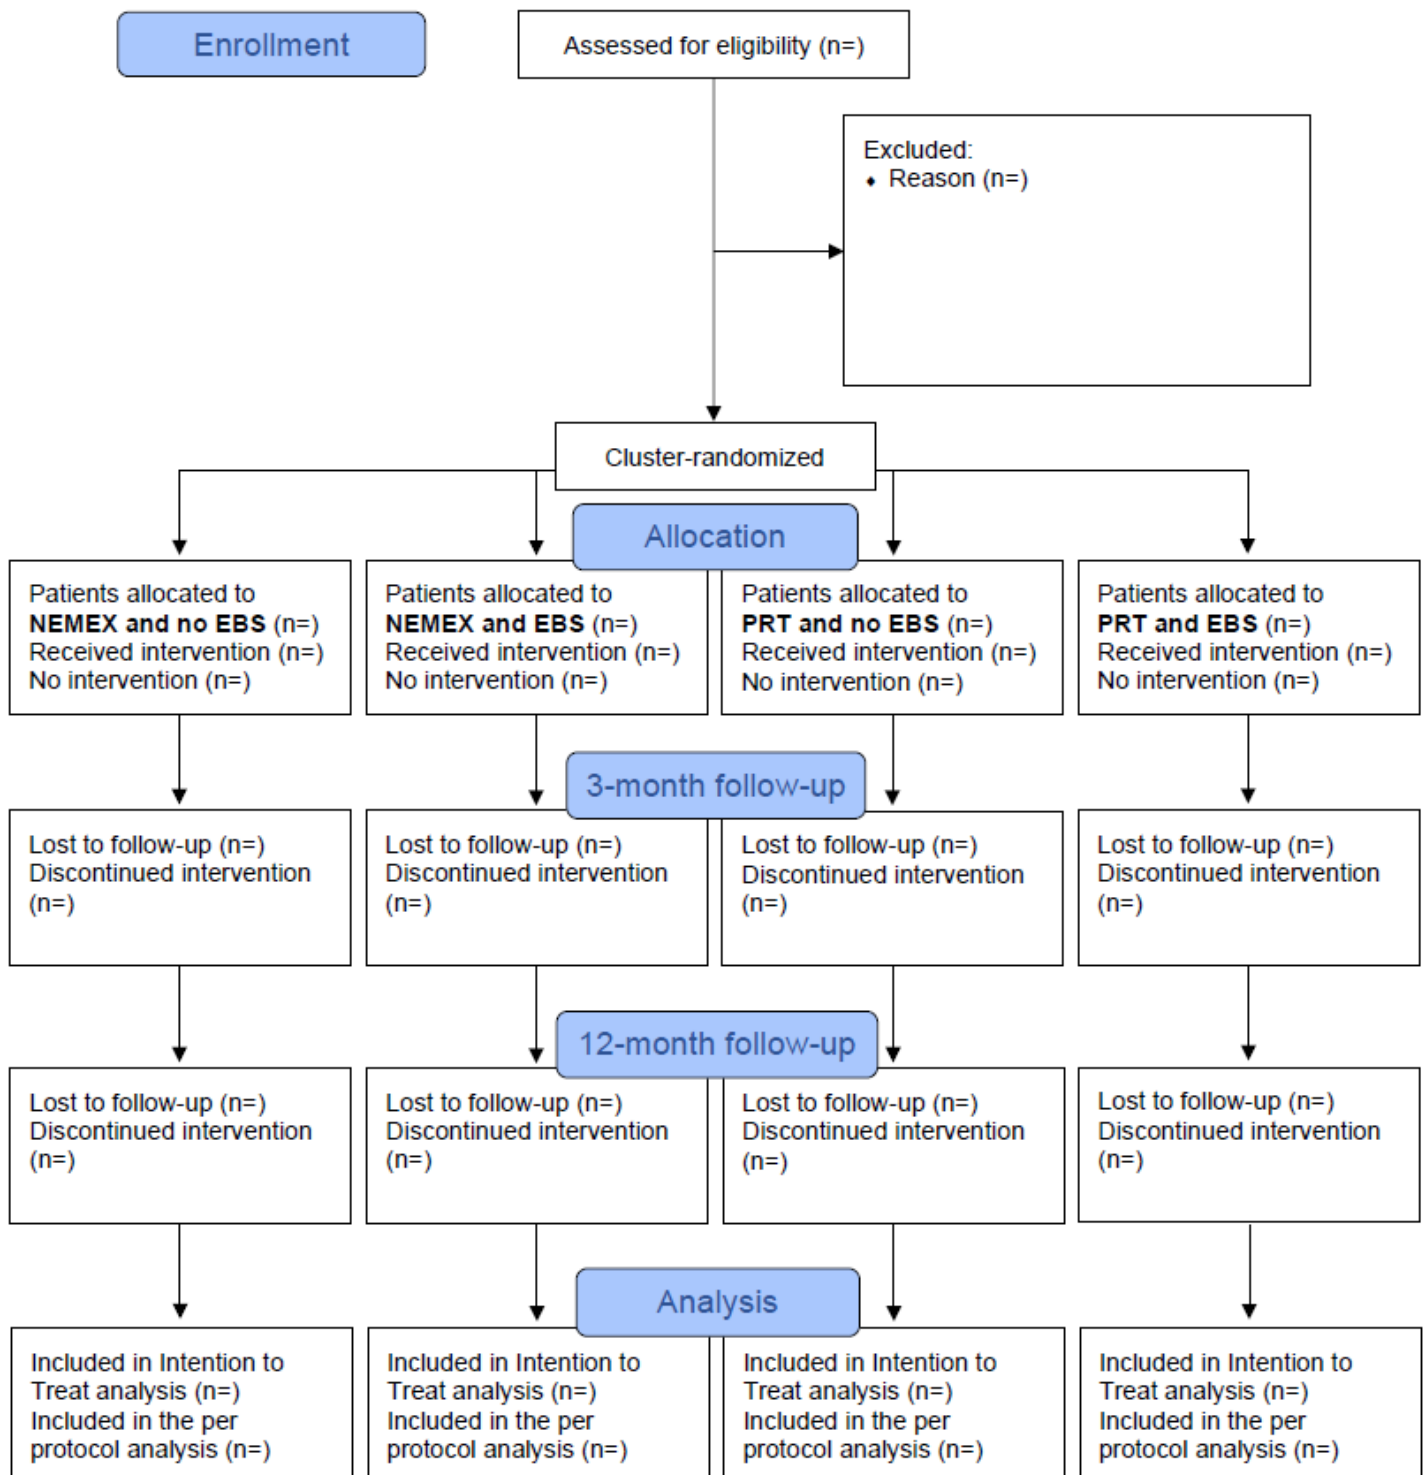 Enrollment
Assessed for eligibility (n=)
Excluded:
⬧ Reason (n=)
Cluster-randomized
Allocation
Patients allocated to
NEMEX and no EBS (n=)
Received intervention (n=)
No intervention (n=)
Patients allocated to
NEMEX and EBS (n=)
Received intervention (n=)
No intervention (n=)
Patients allocated to
PRT and no EBS (n=)
Received intervention (n=)
No intervention (n=)
Patients allocated to
PRT and EBS (n=)
Received intervention (n=)
No intervention (n=)
3-month follow-up
Lost to follow-up (n=)
Discontinued intervention
(n=)
Lost to follow-up (n=)
Discontinued intervention
(n=)
Lost to follow-up (n=)
Discontinued intervention
(n=)
Lost to follow-up (n=)
Discontinued intervention
(n=)
12-month follow-up
Lost to follow-up (n=)
Discontinued intervention
(n=)
Lost to follow-up (n=)
Discontinued intervention
(n=)
Lost to follow-up (n=)
Discontinued intervention
(n=)
Lost to follow-up (n=)
Discontinued intervention
(n=)
Analysis
Included in Intention to
Treat analysis (n=)
Included in the per
protocol analysis (n=)
Included in Intention to
Treat analysis (n=)
Included in the per
protocol analysis (n=)
Included in Intention to
Treat analysis (n=)
Included in the per
protocol analysis (n=)
Included in Intention to
Treat analysis (n=)
Included in the per
protocol analysis (n=)